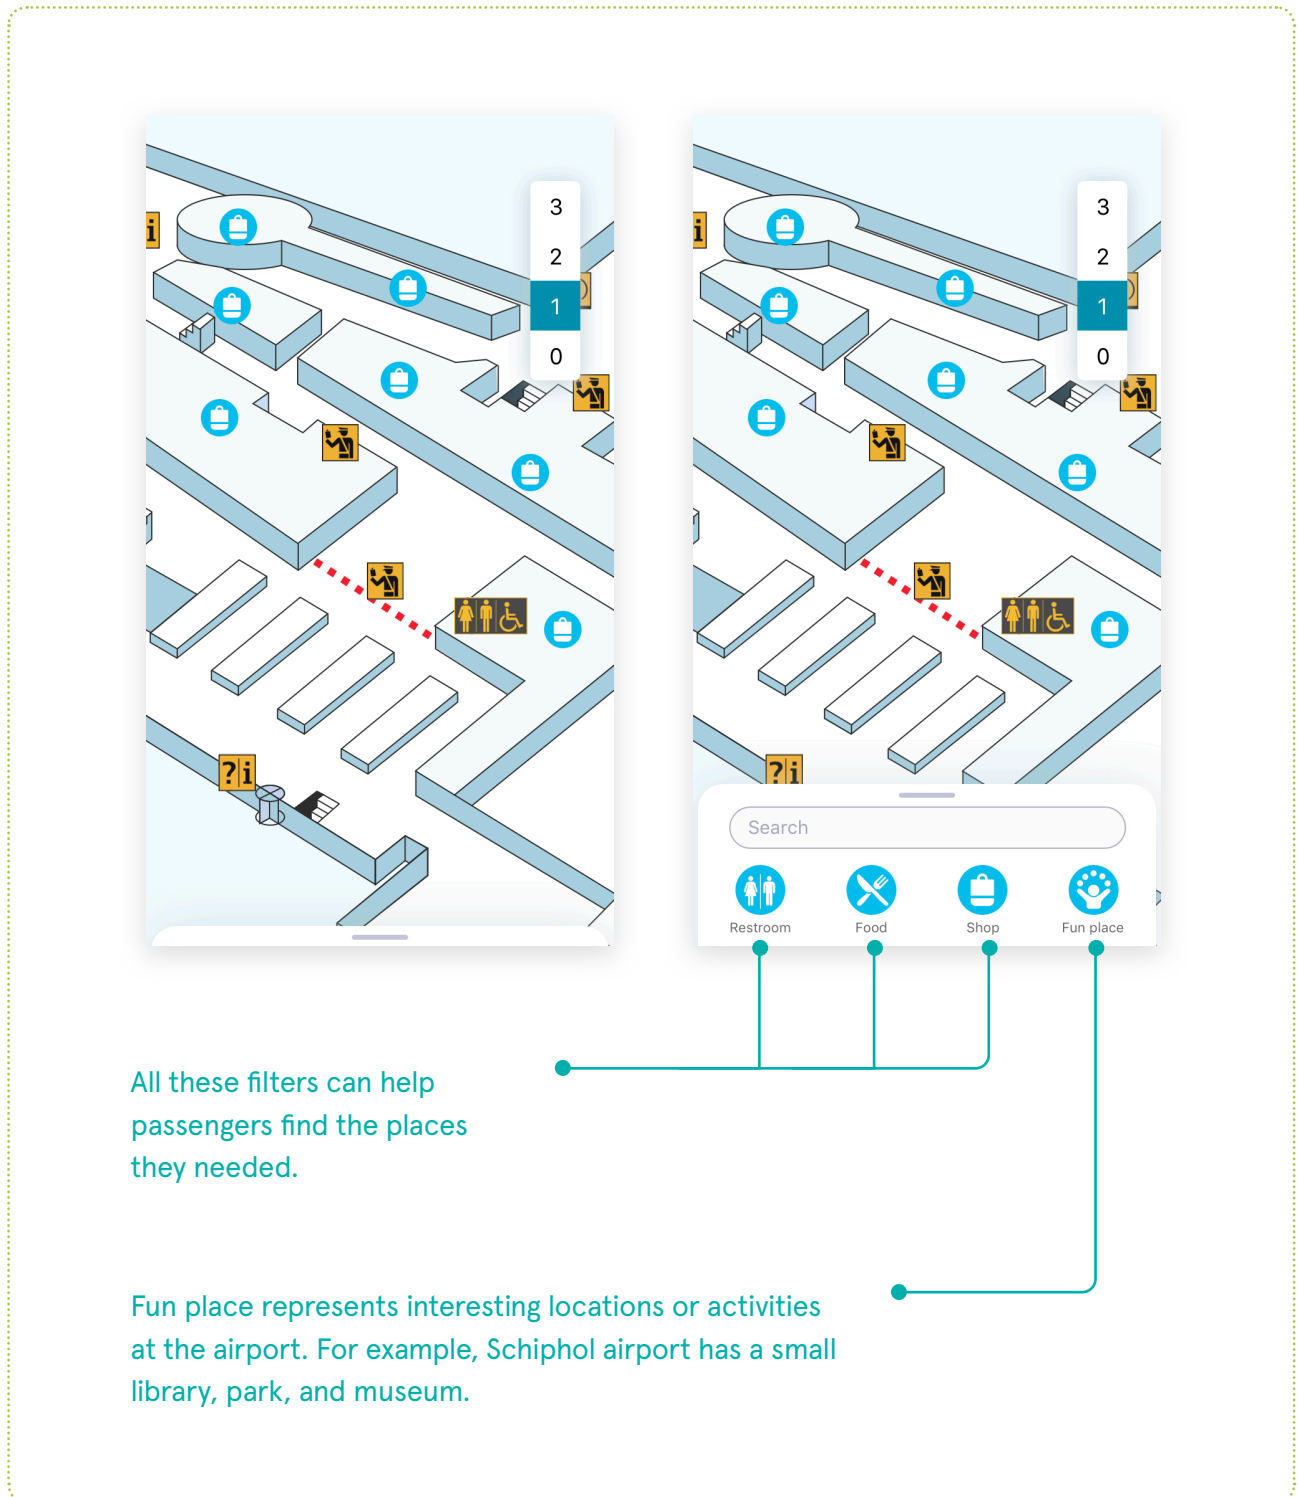 i
3
2
1
0
?i
i
3
2
1
0
?i
Search
Restroom
Food
Shop
Fun place
All these filters can help
passengers find the places
they needed.
Fun place represents interesting locations or activities
at the airport. For example, Schiphol airport has a small
library, park, and museum.